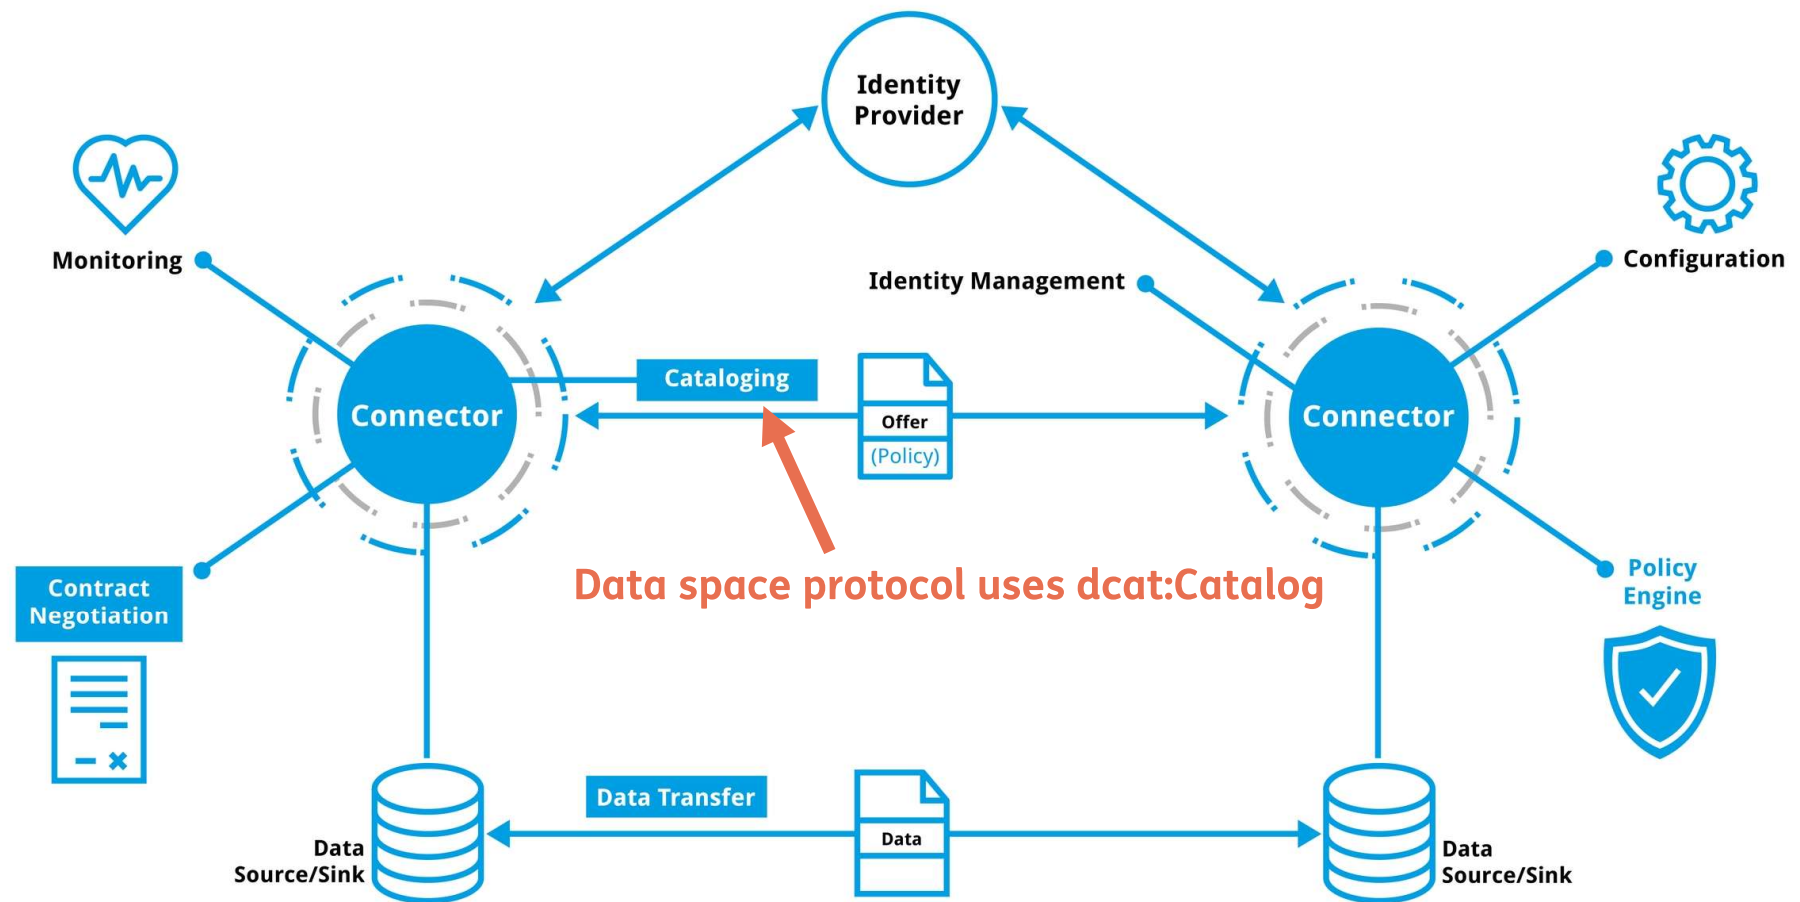 Identity
Provider
Monitoring
Identity Management
Configuration
Cataloging
Connector
Offer
(Policy)
Connector
Data space protocol uses dcat:Catalog
Contract
Negotiation
Policy
Engine
Data Transfer
Data
Source/Sink
Data
Data
Source/Sink